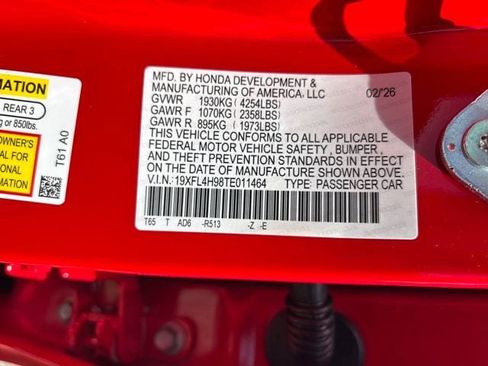 MATION
REAR 3
g or 850lbs.
OWNER'S
AL FOR
IONAL
TION
T61 A0
MFD. BY HONDA DEVELOPMENT &
MANUFACTURING OF AMERICA, LLC 02/'26
GVWR 1930KG ( 4254LBS)
GAWR F 1070KG ( 2358LBS)
GAWR R 895KG ( 1973LBS)
THIS VEHICLE CONFORMS TO ALL APPLICABLE
FEDERAL MOTOR VEHICLE SAFETY , BUMPER ,
AND THEFT PREVENTION STANDARDS IN EFFECT
ON THE DATE OF MANUFACTURE SHOWN ABOVE.
V.I.N.:19XFL4H98TE011464 TYPE: PASSENGER CAR
T65 T AD6 -R513 -Z -E